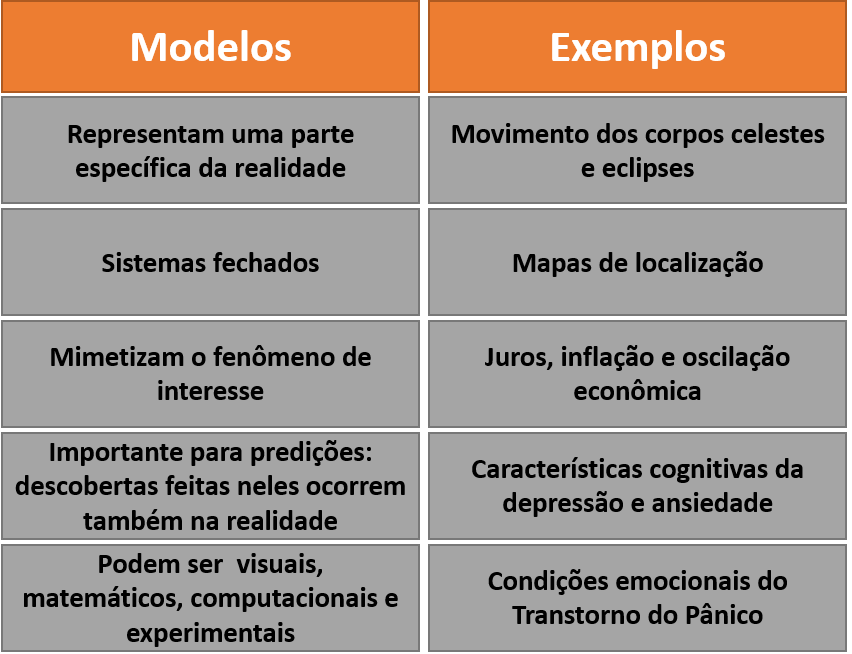 Modelos
Exemplos
Representam uma parte
específica da realidade
Movimento dos corpos celestes
e eclipses
Sistemas fechados
Mapas de localização
Mimetizam o fenômeno de
interesse
Juros, inflação e oscilação
econômica
Importante para predições:
descobertas feitas neles ocorrem
também na realidade
Características cognitivas da
depressão e ansiedade
Podem ser  visuais,
matemáticos, computacionais e
experimentais
Condições emocionais do
Transtorno do Pânico